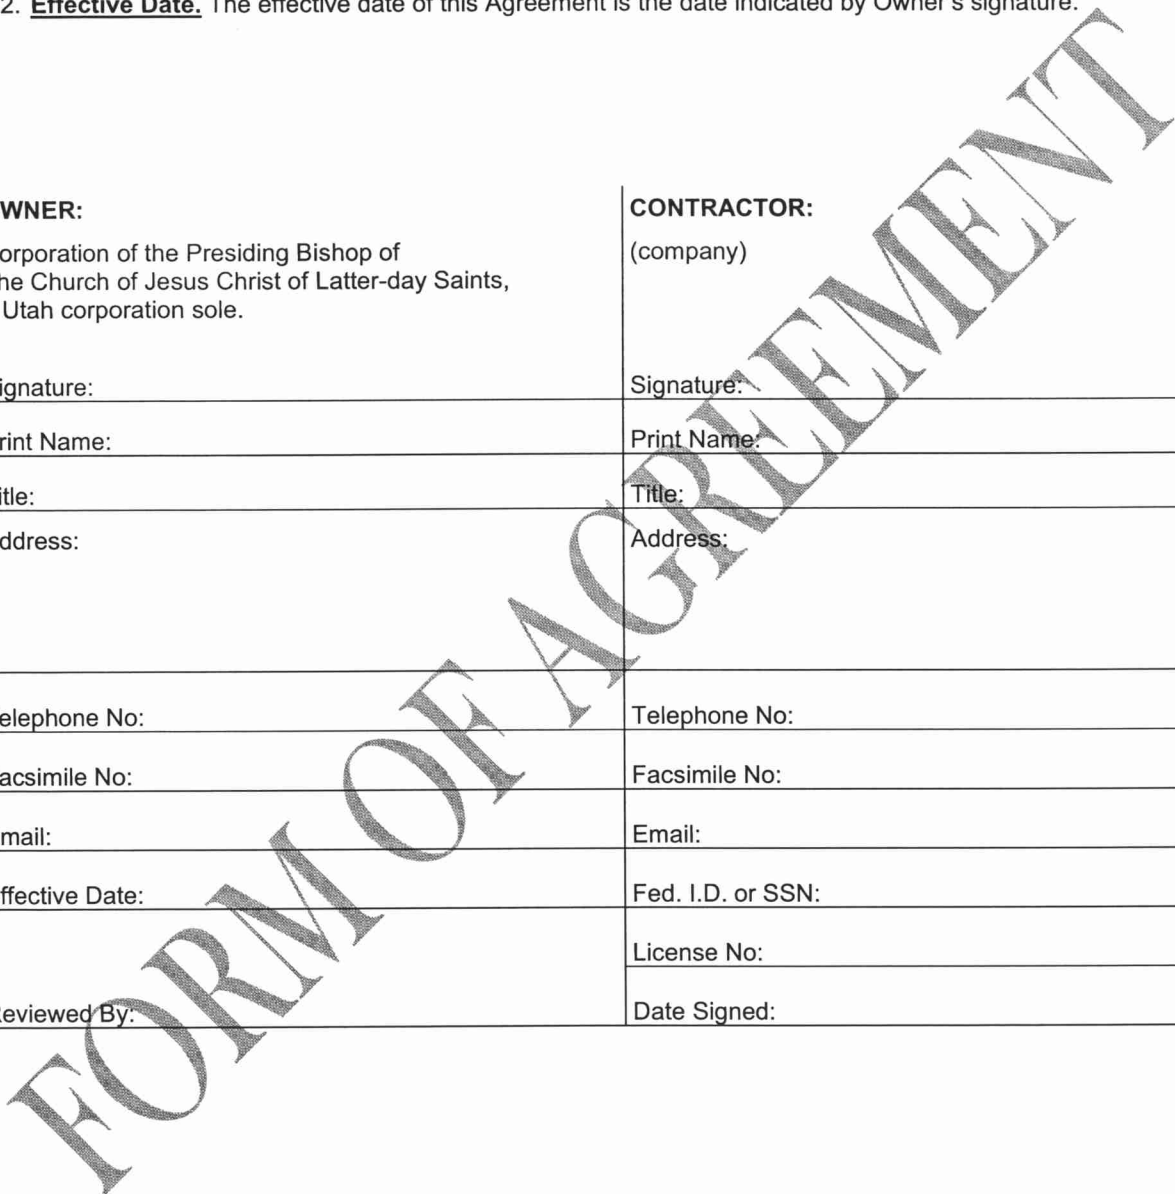 2. Effective Date. The effective date of this Agreement is the date indicated by Owner's signature.
WNER:
orporation of the Presiding Bishop of
he Church of Jesus Christ of Latter-day Saints,
Utah corporation sole.
ignature:
rint Name:
itle:
ddress:
elephone No:
acsimile No:
mail:
ffective Date:
eviewed By:
CONTRACTOR:
(company)
Signature:
Print Name:
Title:
Address:
Telephone No:
Facsimile No:
Email:
Fed. I.D. or SSN:
License No:
Date Signed:
FORM OF AGREEMENT